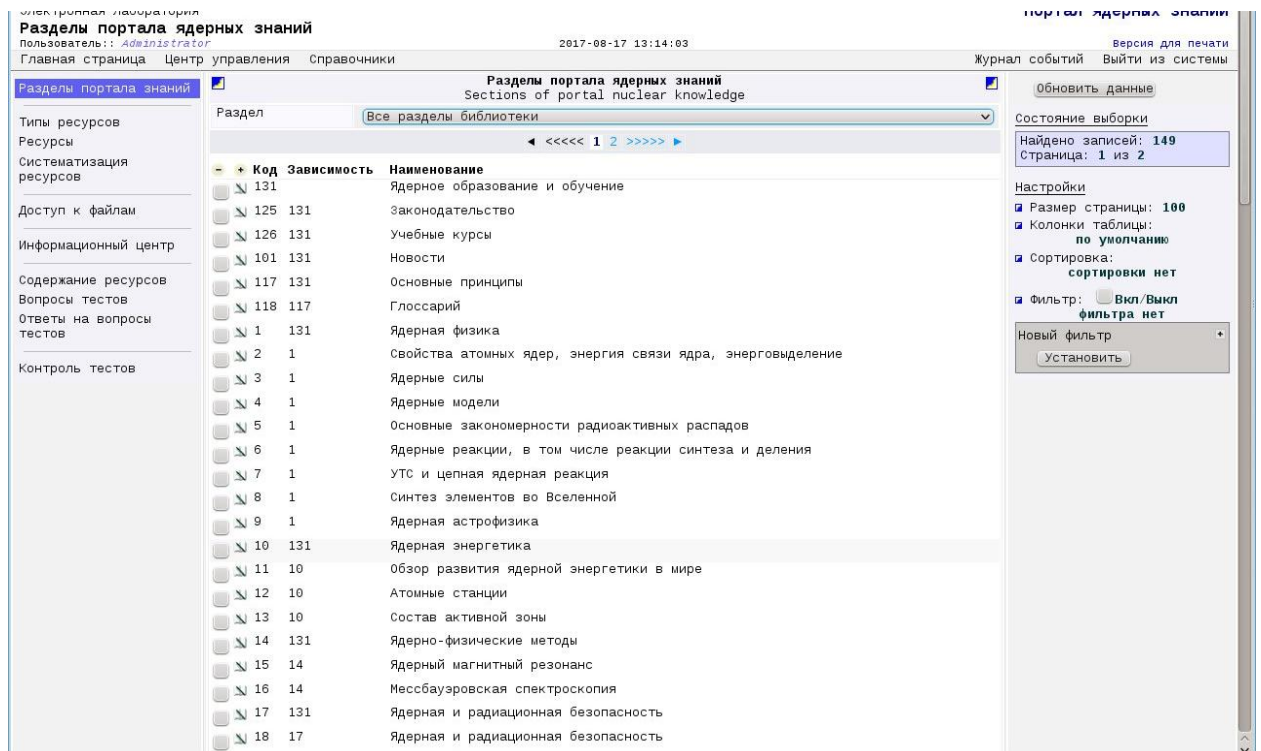 Электронная лаборатория
Портал ядерных знаний
Разделы портала ядерных знаний
Пользователь:: Administrator
2017-08-17 13:14:03
Версия для печати
Главная страница Центр управления Справочники
Журнал событий Выйти из системы
Разделы портала знаний
Типы ресурсов
Ресурсы
Систематизация
ресурсов
Доступ к файлам
Информационный центр
Содержание ресурсов
Вопросы тестов
Ответы на вопросы
тестов
Контроль тестов
Разделы портала ядерных знаний
Sections of portal nuclear knowledge
Раздел Все разделы библиотеки
◄ <<<<< 1 2 >>>>> ►
- + Код Зависимость Наименование
131 Ядерное образование и обучение
125 131 Законодательство
126 131 Учебные курсы
101 131 Новости
117 131 Основные принципы
118 117 Глоссарий
1 131 Ядерная физика
2 1 Свойства атомных ядер, энергия связи ядра, энерговыделение
3 1 Ядерные силы
4 1 Ядерные модели
5 1 Основные закономерности радиоактивных распадов
6 1 Ядерные реакции, в том числе реакции синтеза и деления
7 1 УТС и цепная ядерная реакция
8 1 Синтез элементов во Вселенной
9 1 Ядерная астрофизика
10 131 Ядерная энергетика
11 10 Обзор развития ядерной энергетики в мире
12 10 Атомные станции
13 10 Состав активной зоны
14 131 Ядерно-физические методы
15 14 Ядерный магнитный резонанс
16 14 Мессбауэровская спектроскопия
17 131 Ядерная и радиационная безопасность
18 17 Ядерная и радиационная безопасность
Обновить данные
Состояние выборки
Найдено записей: 149
Страница: 1 из 2
Настройки
Размер страницы: 100
Колонки таблицы:
по умолчанию
Сортировка:
сортировки нет
Фильтр: Вкл/Выкл
фильтра нет
Новый фильтр +
Установить